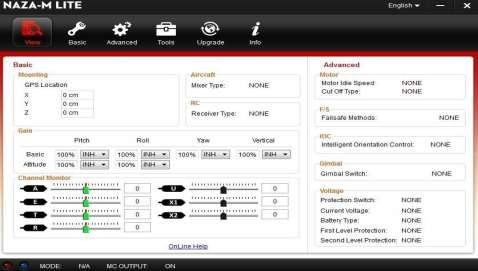 NAZA-M LITE
English
View Basic Advanced Tools Upgrade Info
Basic
Mounting
GPS Location
X 0 cm
Y 0 cm
Z 0 cm
Aircraft
Mixer Type: NONE
RC
Receiver Type: NONE
Gain
Pitch Roll Yaw Vertical
Basic 100% INH 100% INH 100% INH 100% INH
Attitude 100% INH 100% INH
Channel Monitor
A 0 U 0
E 0 X1 0
T 0 X2 0
R 0
OnLine Help
Advanced
Motor
Motor Idle Speed: NONE
Cut Off Type: NONE
F/S
Failsafe Methods: NONE
IOC
Intelligent Orientation Control: NONE
Gimbal
Gimbal Switch: NONE
Voltage
Protection Switch: NONE
Current Voltage: NONE
Battery Type: NONE
First Level Protection: NONE
Second Level Protection: NONE
MODE: N/A MC OUTPUT: ON